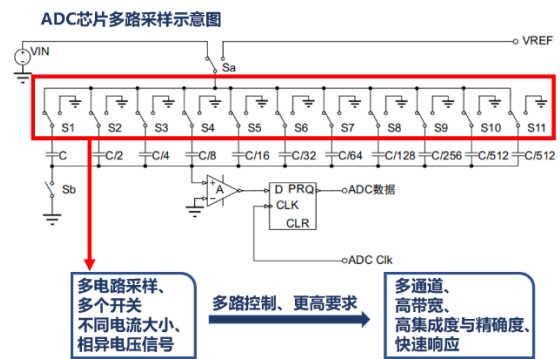 ADC芯片多路采样示意图
VIN
Sa
VREF
S1 S2 S3 S4 S5 S6 S7 S8 S9 S10 S11
C C/2 C/4 C/8 C/16 C/32 C/64 C/128 C/256 C/512 C/512
Sb
+
A
−
D PRQ
CLK
CLR
ADC数据
ADC Clk
多电路采样、
多个开关
不同电流大小、
相异电压信号
多路控制、更高要求
多通道、
高带宽、
高集成度与精确度、
快速响应